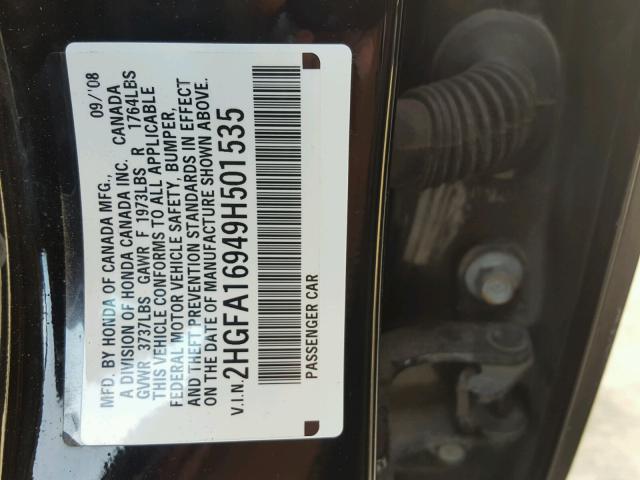 MFD. BY HONDA OF CANADA MFG., 09/'08
A DIVISION OF HONDA CANADA INC. CANADA
GVWR 3737LBS GAWR F 1973LBS R 1764LBS
THIS VEHICLE CONFORMS TO ALL APPLICABLE
FEDERAL MOTOR VEHICLE SAFETY, BUMPER,
AND THEFT PREVENTION STANDARDS IN EFFECT
ON THE DATE OF MANUFACTURE SHOWN ABOVE.
V.I.N. 2HGFA16949H501535
PASSENGER CAR